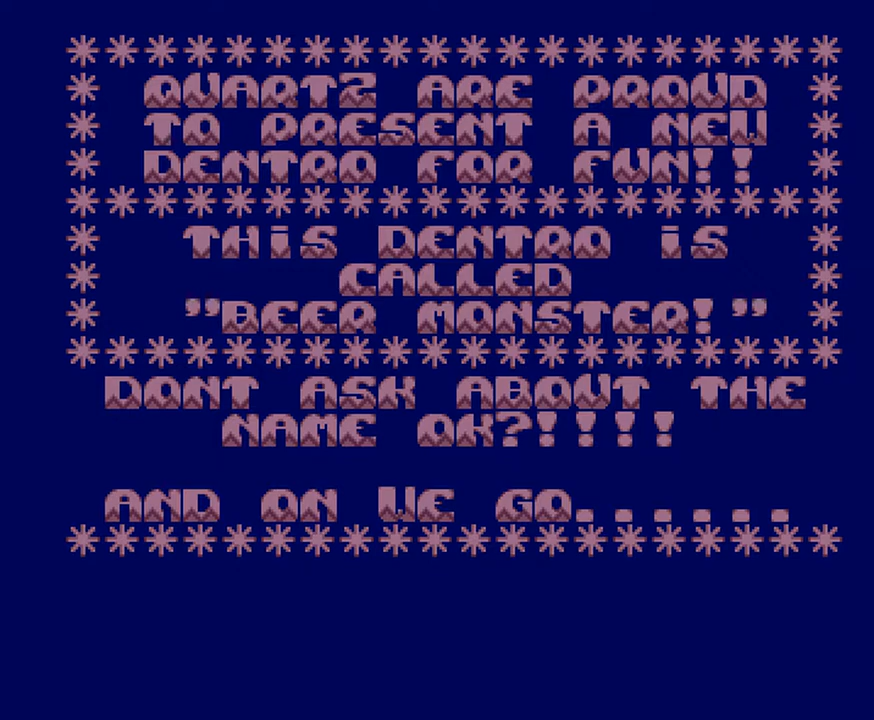 ********************
* QUARTZ ARE PROUD *
* TO PRESENT A NEW *
* DENTRO FOR FUN!! *
********************
* THiS DENTRO iS *
* CALLED *
* "BEER MONSTER!" *
********************
DONT ASK ABOUT THE
NAME OK?!!!!
AND ON WE GO......
********************